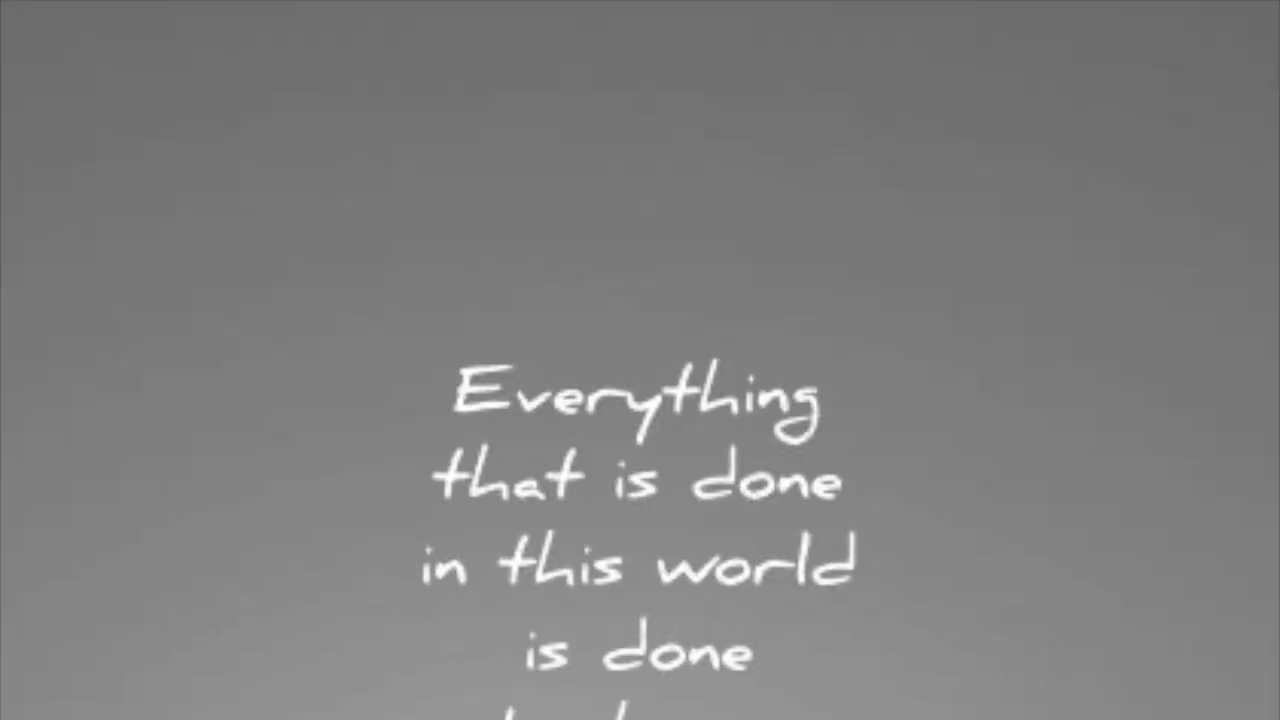 Everything
that is done
in this world
is done